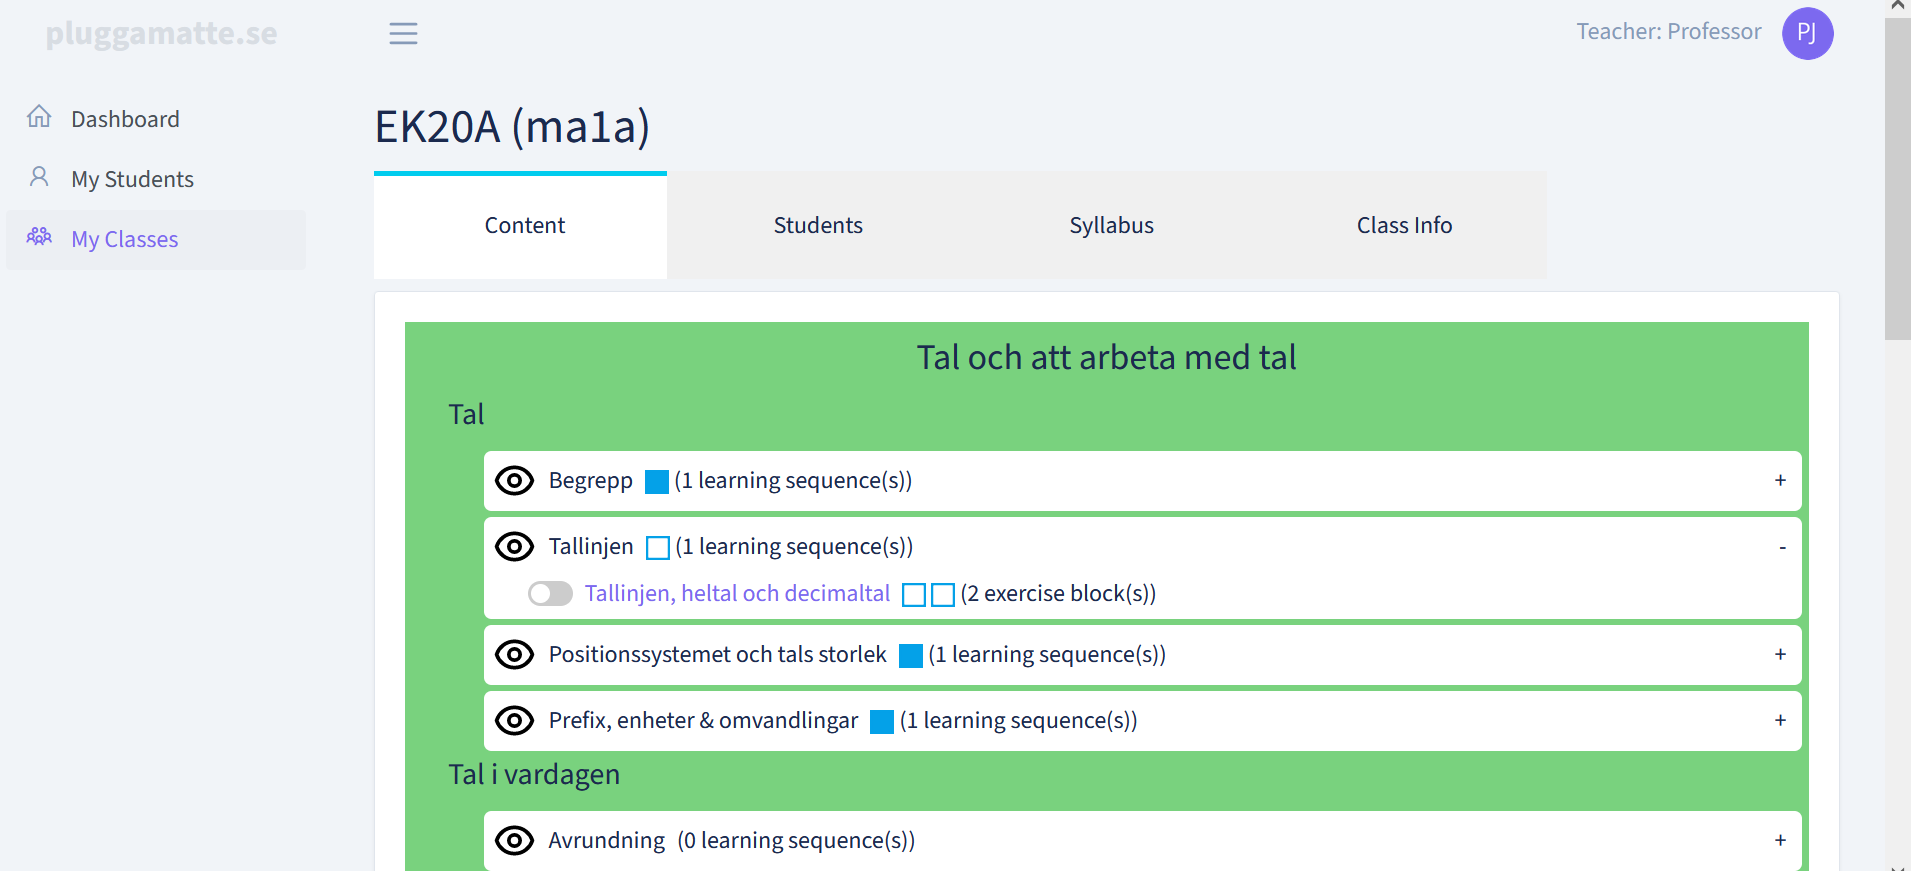 pluggamatte.se
Teacher: Professor
PJ
Dashboard
My Students
My Classes
EK20A (ma1a)
Content
Students
Syllabus
Class Info
Tal och att arbeta med tal
Tal
Begrepp (1 learning sequence(s)) +
Tallinjen (1 learning sequence(s)) -
Tallinjen, heltal och decimaltal (2 exercise block(s))
Positionssystemet och tals storlek (1 learning sequence(s)) +
Prefix, enheter & omvandlingar (1 learning sequence(s)) +
Tal i vardagen
Avrundning (0 learning sequence(s)) +